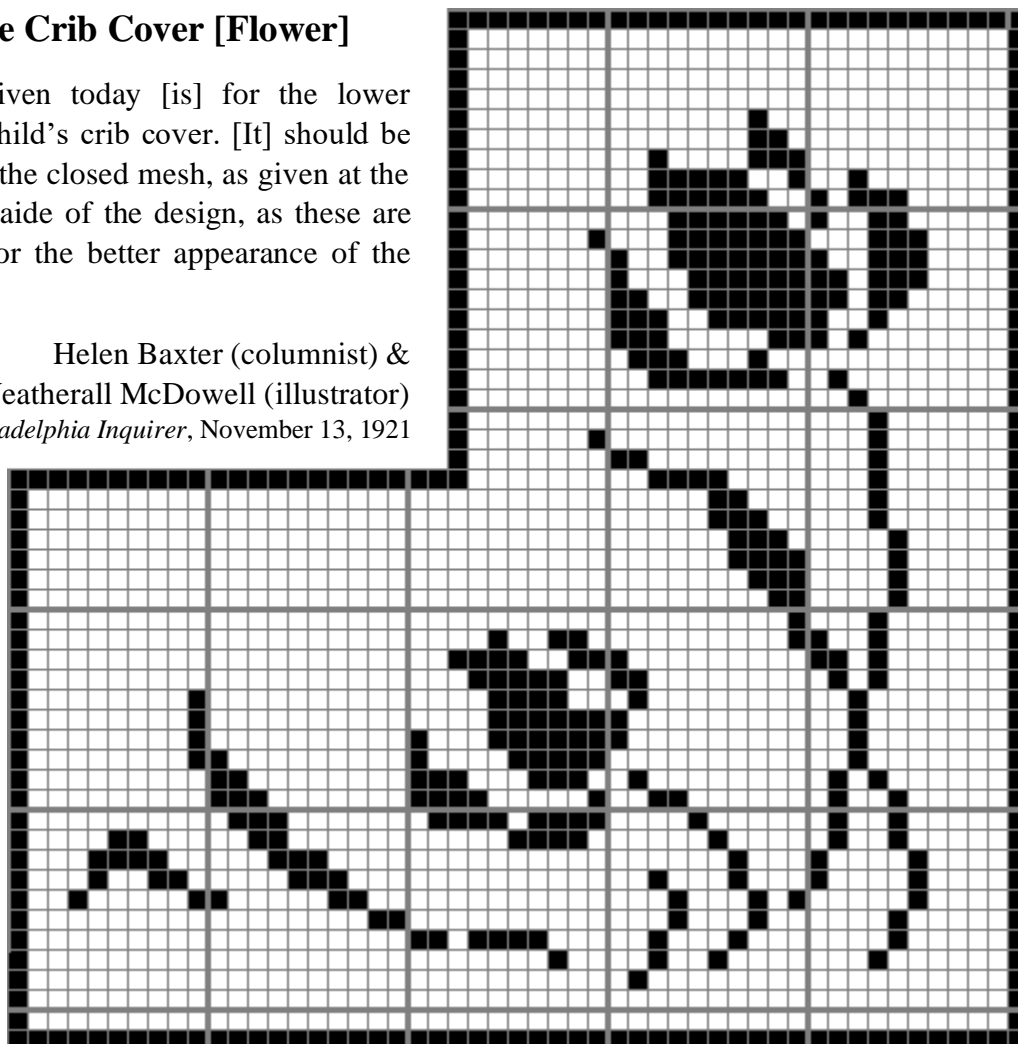 e Crib Cover [Flower]
iven today [is] for the lower
hild’s crib cover. [It] should be
the closed mesh, as given at the
aide of the design, as these are
or the better appearance of the
Helen Baxter (columnist) &
eatherall McDowell (illustrator)
adelphia Inquirer, November 13, 1921